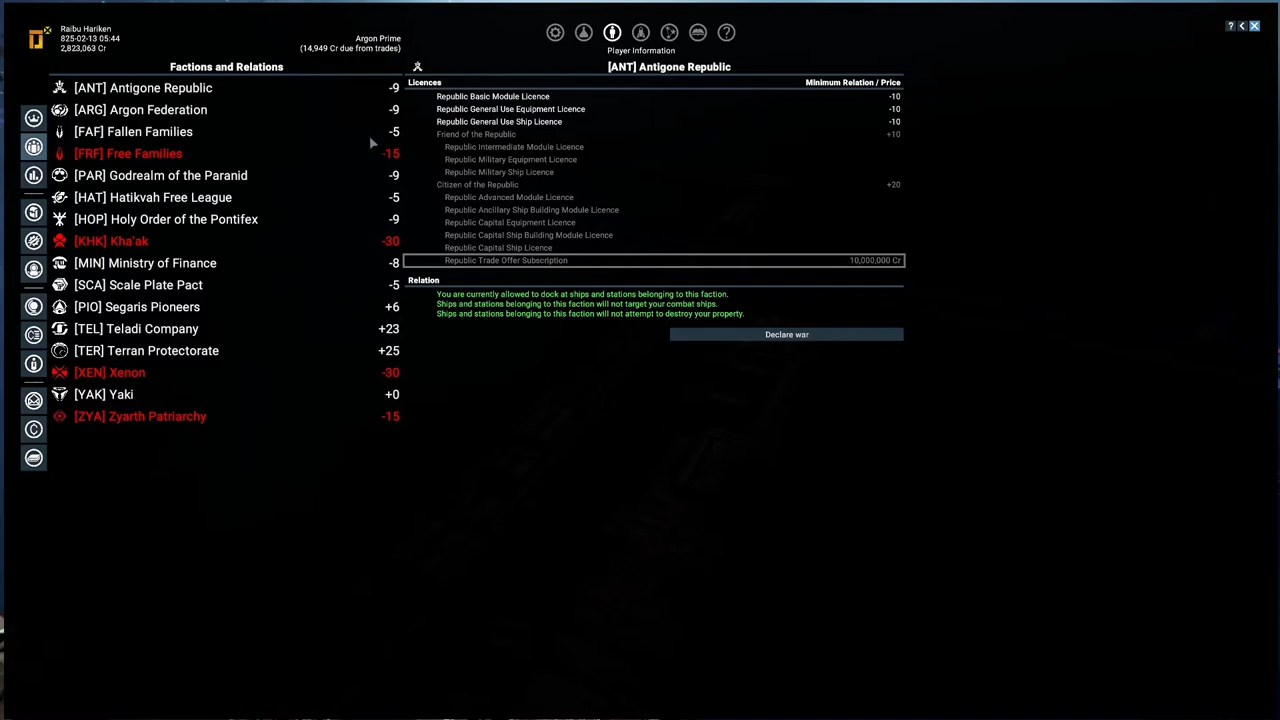 Raibu Hariken
825-02-13 05:44
2,823,063 Cr
Argon Prime
(14,949 Cr due from trades)
Player Information
Factions and Relations
[ANT] Antigone Republic -9
[ARG] Argon Federation -9
[FAF] Fallen Families -5
[FRF] Free Families -15
[PAR] Godrealm of the Paranid -9
[HAT] Hatikvah Free League -5
[HOP] Holy Order of the Pontifex -9
[KHK] Kha'ak -30
[MIN] Ministry of Finance -8
[SCA] Scale Plate Pact -5
[PIO] Segaris Pioneers +6
[TEL] Teladi Company +23
[TER] Terran Protectorate +25
[XEN] Xenon -30
[YAK] Yaki +0
[ZYA] Zyarth Patriarchy -15
[ANT] Antigone Republic
Licences Minimum Relation / Price
Republic Basic Module Licence -10
Republic General Use Equipment Licence -10
Republic General Use Ship Licence -10
Friend of the Republic +10
Republic Intermediate Module Licence
Republic Military Equipment Licence
Republic Military Ship Licence
Citizen of the Republic +20
Republic Advanced Module Licence
Republic Ancillary Ship Building Module Licence
Republic Capital Equipment Licence
Republic Capital Ship Building Module Licence
Republic Capital Ship Licence
Republic Trade Offer Subscription 10,000,000 Cr
Relation
You are currently allowed to dock at ships and stations belonging to this faction.
Ships and stations belonging to this faction will not target your combat ships.
Ships and stations belonging to this faction will not attempt to destroy your property.
Declare war